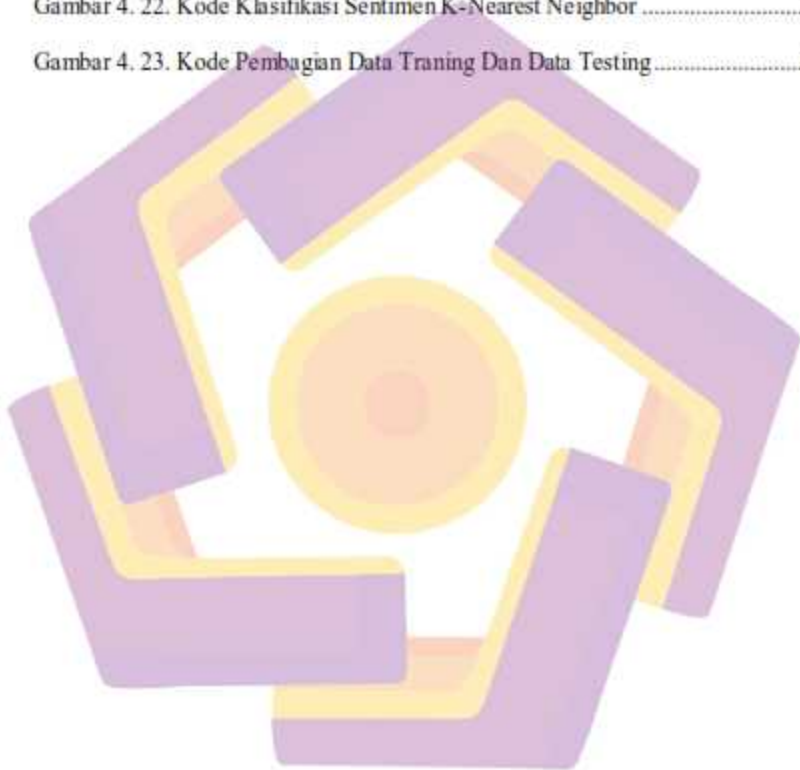 Gambar 4. 22. Kode Klasifikasi Sentimen K-Nearest Neighbor ........................
Gambar 4. 23. Kode Pembagian Data Traning Dan Data Testing ......................